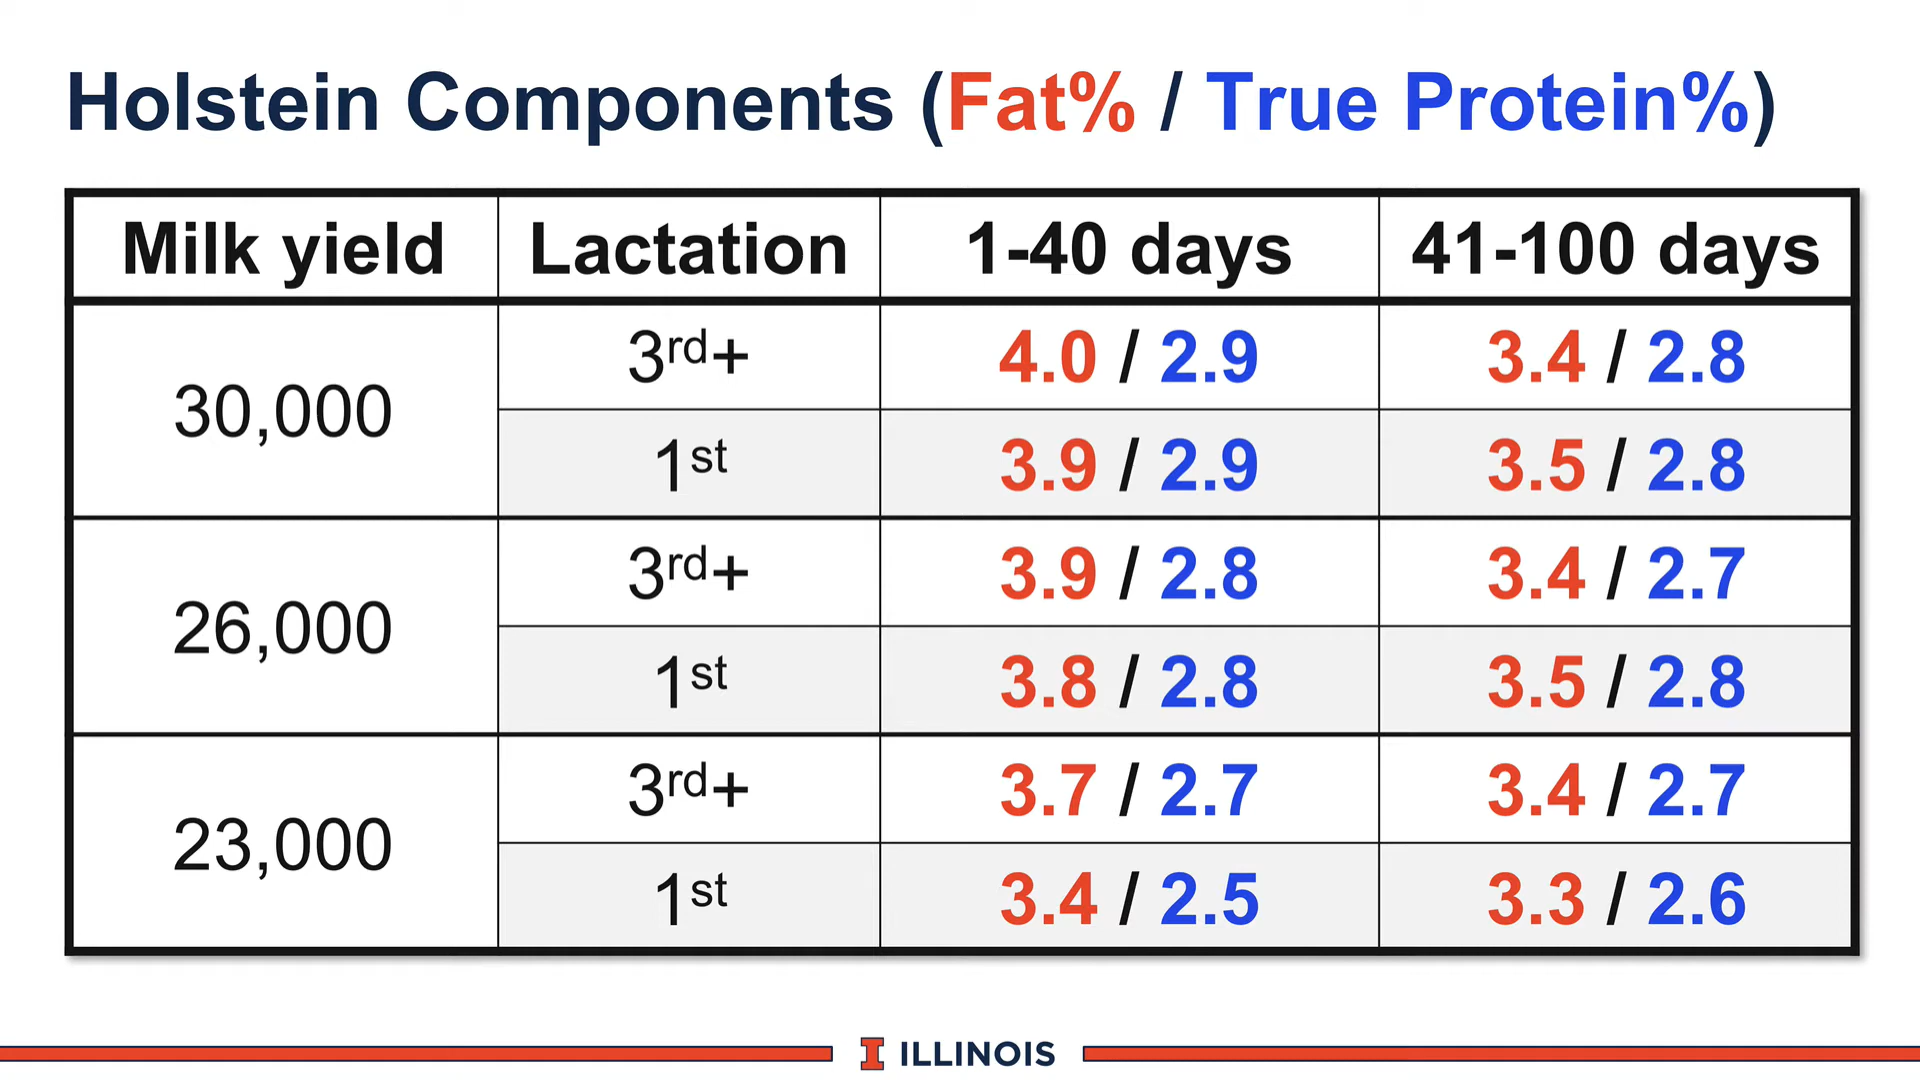 Holstein Components (Fat% / True Protein%)
Milk yield Lactation 1-40 days 41-100 days
30,000
3rd+ 4.0 / 2.9 3.4 / 2.8
1st 3.9 / 2.9 3.5 / 2.8
26,000
3rd+ 3.9 / 2.8 3.4 / 2.7
1st 3.8 / 2.8 3.5 / 2.8
23,000
3rd+ 3.7 / 2.7 3.4 / 2.7
1st 3.4 / 2.5 3.3 / 2.6
I ILLINOIS